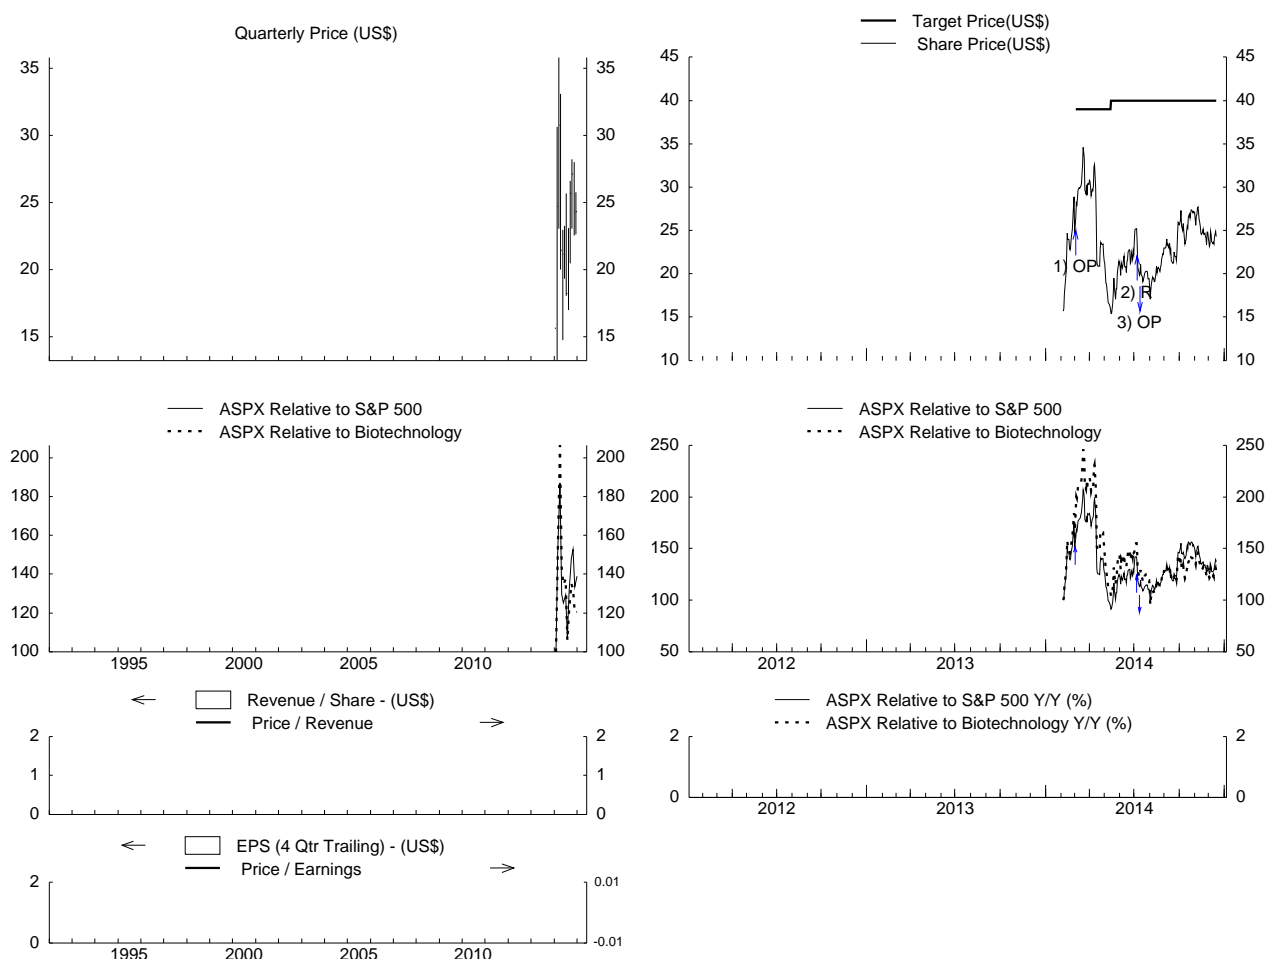 Quarterly Price (US$)
35 35
30 30
25 25
20 20
15 15
Target Price(US$)
Share Price(US$)
45 45
40 40
35 35
30 30
25 25
20 20
15 15
10 10
1) OP
2) R
3) OP
ASPX Relative to S&P 500
ASPX Relative to Biotechnology
200 200
180 180
160 160
140 140
120 120
100 100
1995 2000 2005 2010
ASPX Relative to S&P 500
ASPX Relative to Biotechnology
250 250
200 200
150 150
100 100
50 50
2012 2013 2014
Revenue / Share - (US$)
Price / Revenue
2 2
1 1
0 0
ASPX Relative to S&P 500 Y/Y (%)
ASPX Relative to Biotechnology Y/Y (%)
2 2
0 0
2012 2013 2014
EPS (4 Qtr Trailing) - (US$)
Price / Earnings
2 0.01
0 -0.01
1995 2000 2005 2010